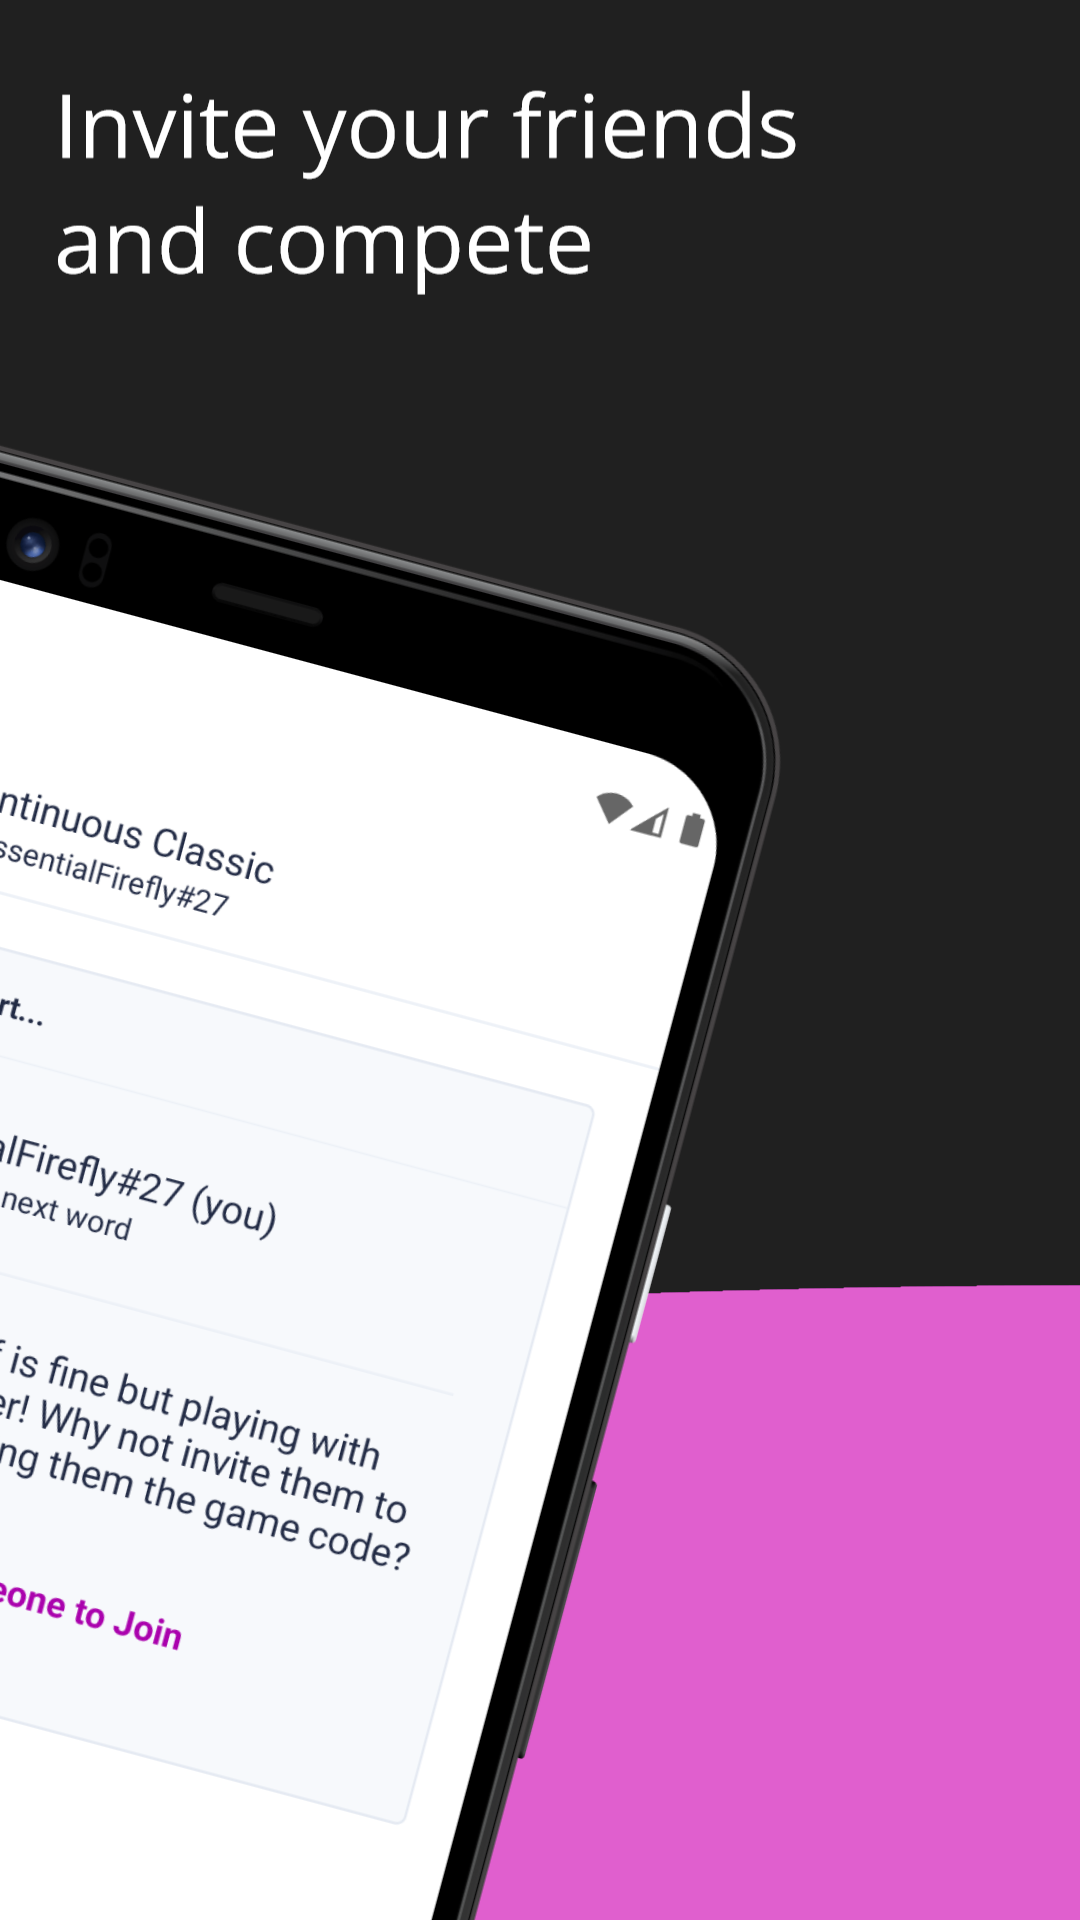 Invite your friends
and compete
ntinuous Classic
ssentialFirefly#27
rt...
alFirefly#27 (you)
next word
f is fine but playing with
er! Why not invite them to
ng them the game code?
eone to Join